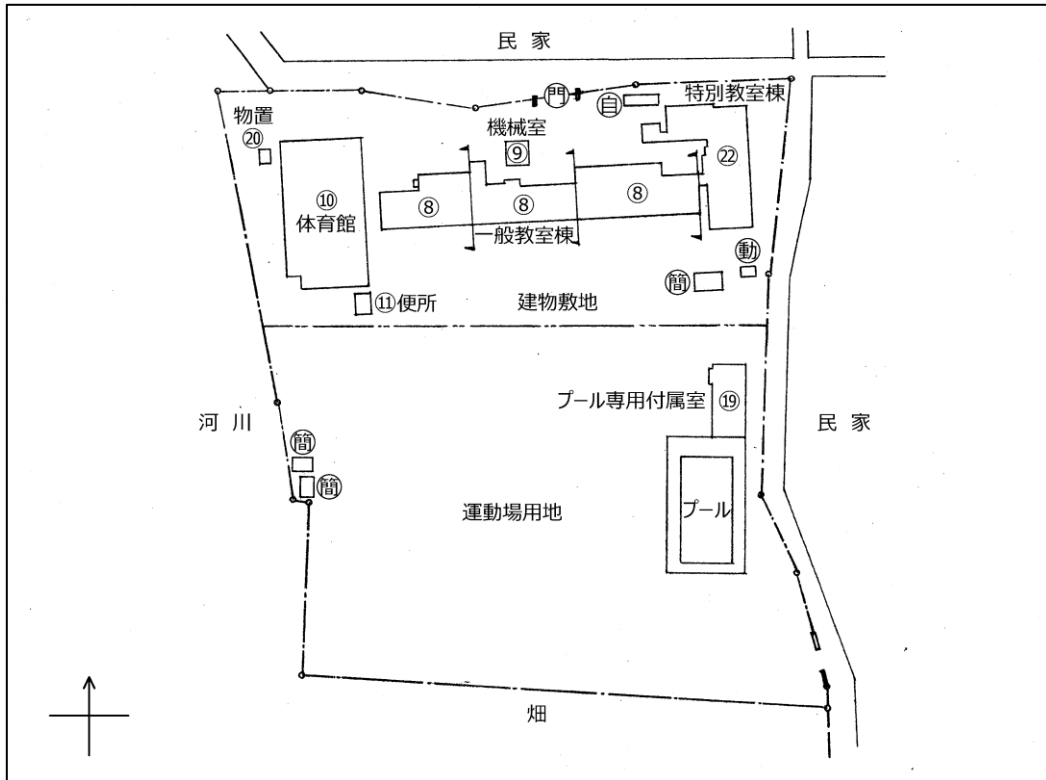 民 家
門
自
特別教室棟
物置
⑳
機械室
⑨
㉒
⑩
体育館
⑧
⑧
⑧
一般教室棟
動
簡
⑪便所
建物敷地
プール専用付属室
⑲
河 川
民 家
簡
簡
運動場用地
プール
畑